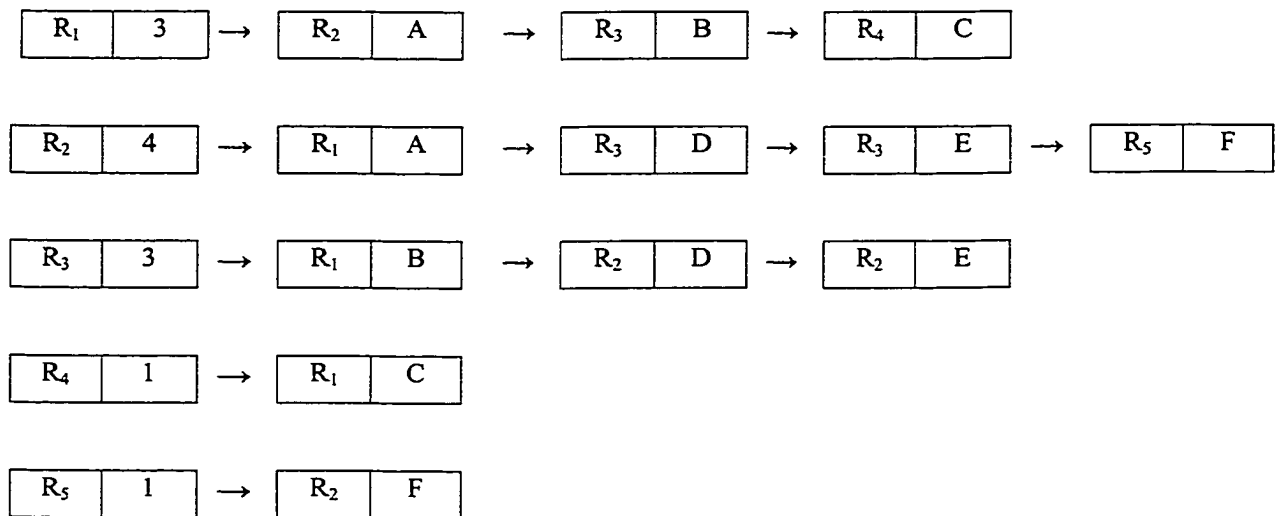 R₁ 3 → R₂ A → R₃ B → R₄ C
R₂ 4 → R₁ A → R₃ D → R₃ E → R₅ F
R₃ 3 → R₁ B → R₂ D → R₂ E
R₄ 1 → R₁ C
R₅ 1 → R₂ F